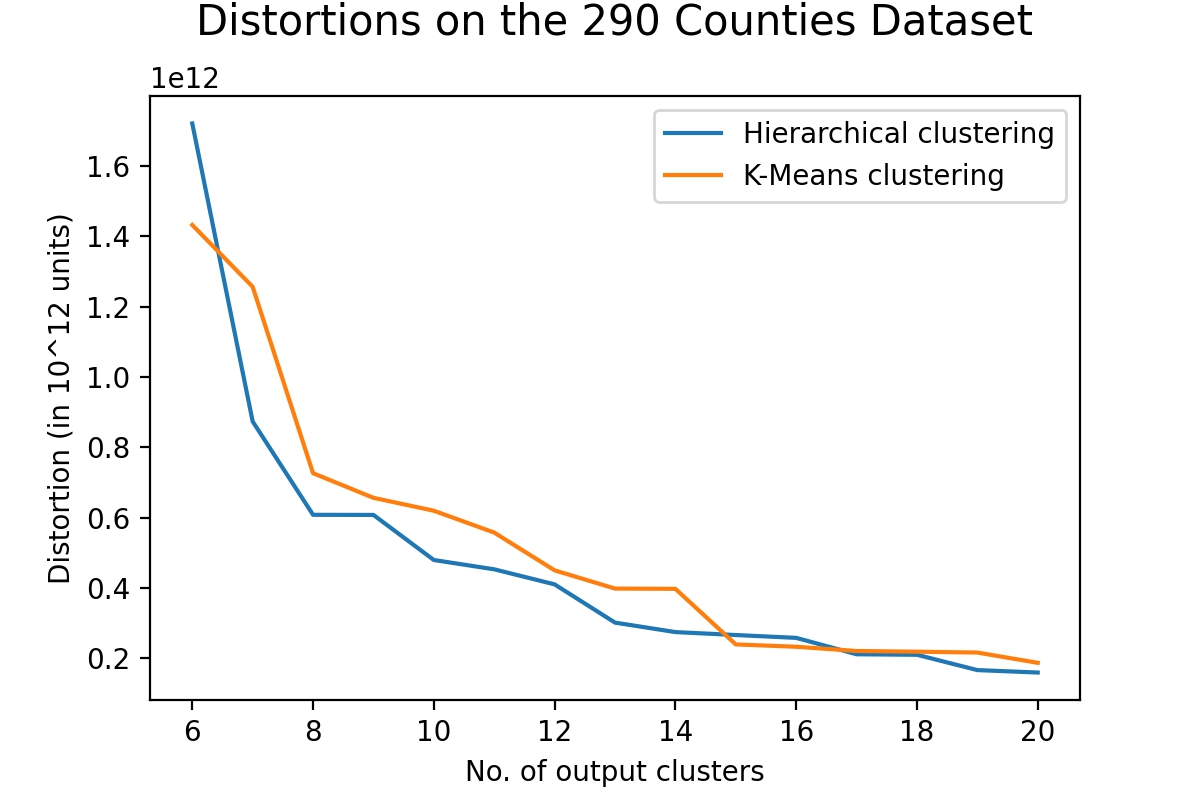 Distortions on the 290 Counties Dataset
1e12
Hierarchical clustering
K-Means clustering
Distortion (in 10^12 units)
1.6
1.4
1.2
1.0
0.8
0.6
0.4
0.2
6 8 10 12 14 16 18 20
No. of output clusters